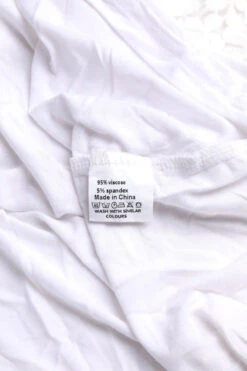 95% viscose
5% spandex
Made in China
WASH WITH SIMILAR
COLOURS